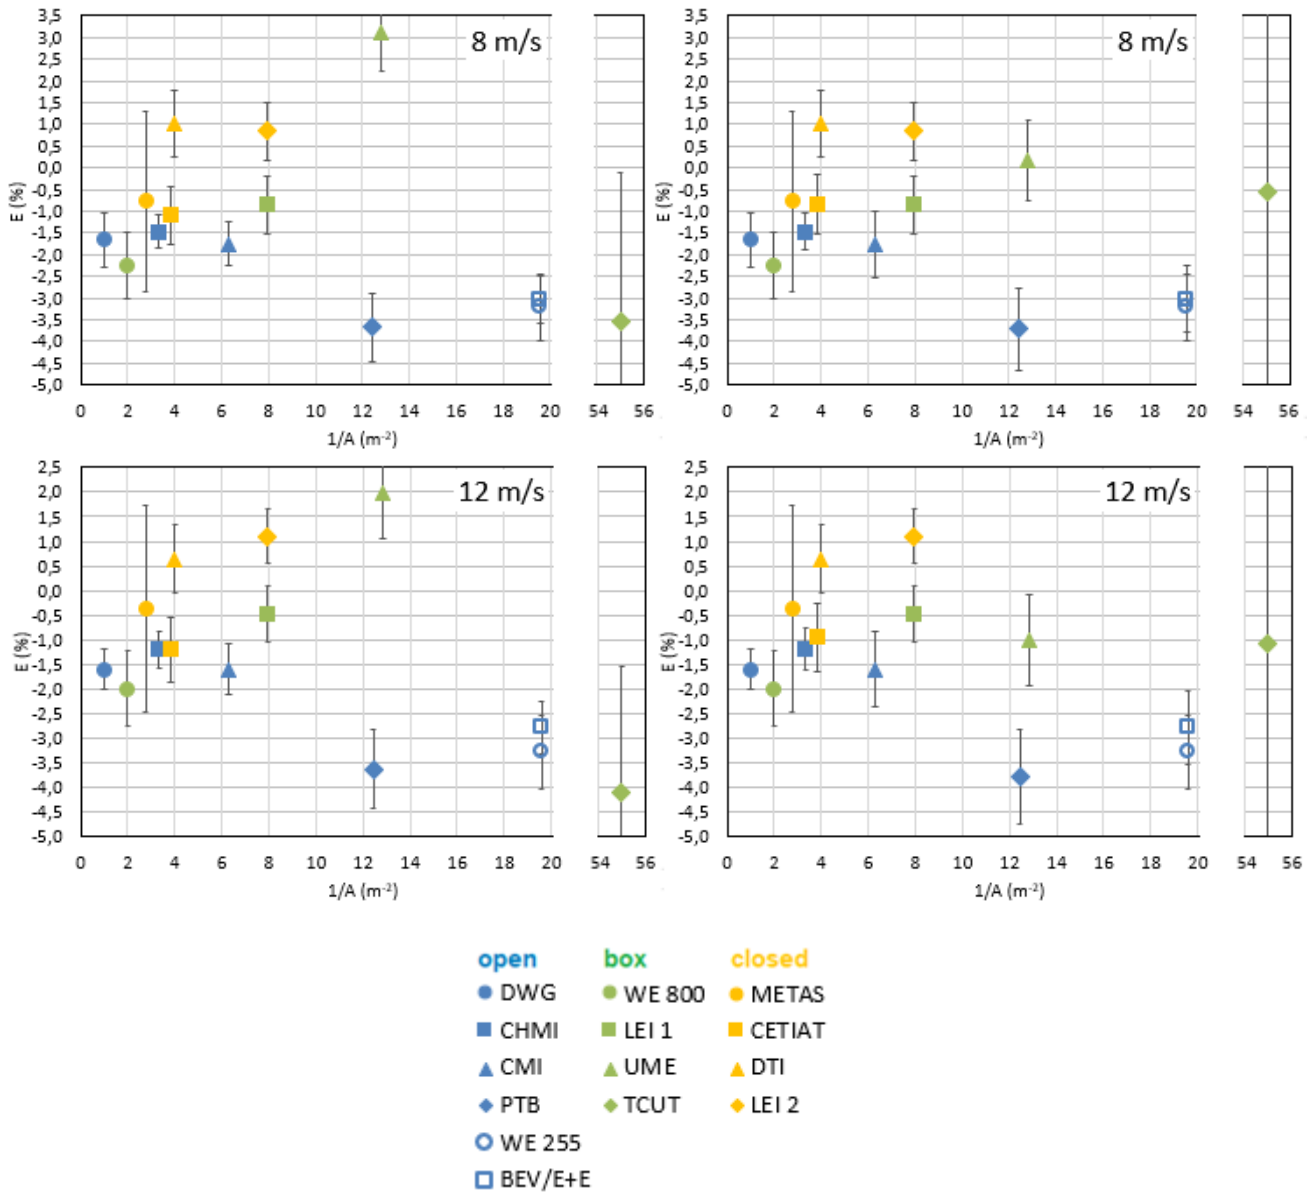 8 m/s
E (%)
3,5
3,0
2,5
2,0
1,5
1,0
0,5
0,0
-0,5
-1,0
-1,5
-2,0
-2,5
-3,0
-3,5
-4,0
-4,5
-5,0
0 2 4 6 8 10 12 14 16 18 20 54 56
1/A (m⁻²)
8 m/s
E (%)
3,5
3,0
2,5
2,0
1,5
1,0
0,5
0,0
-0,5
-1,0
-1,5
-2,0
-2,5
-3,0
-3,5
-4,0
-4,5
-5,0
0 2 4 6 8 10 12 14 16 18 20 54 56
1/A (m⁻²)
12 m/s
E (%)
2,5
2,0
1,5
1,0
0,5
0,0
-0,5
-1,0
-1,5
-2,0
-2,5
-3,0
-3,5
-4,0
-4,5
-5,0
0 2 4 6 8 10 12 14 16 18 20 54 56
1/A (m⁻²)
12 m/s
E (%)
2,5
2,0
1,5
1,0
0,5
0,0
-0,5
-1,0
-1,5
-2,0
-2,5
-3,0
-3,5
-4,0
-4,5
-5,0
0 2 4 6 8 10 12 14 16 18 20 54 56
1/A (m⁻²)
open box closed
DWG WE 800 METAS
CHMI LEI 1 CETIAT
CMI UME DTI
PTB TCUT LEI 2
WE 255
BEV/E+E